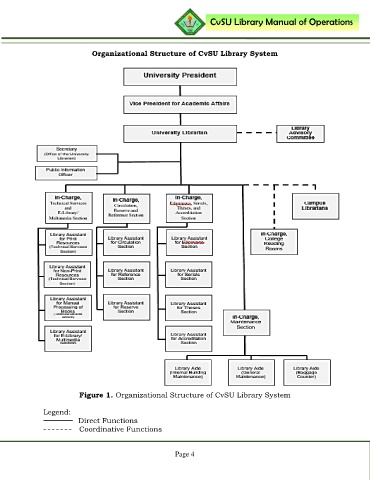 CvSU Library Manual of Operations
Organizational Structure of CvSU Library System
University President
Vice President for Academic Affairs
University Librarian
Library
Advisory
Committee
Secretary
(Office of the University
Librarian)
Public Information
Officer
In-Charge,
Technical Services
and
E-Library/
Multimedia Section
In-Charge,
Circulation,
Reserve and
Reference Section
In-Charge,
Filipiniana, Serials,
Theses, and
Accreditation
Section
Campus
Librarians
Library Assistant
for Print
Resources
(Technical Services
Section)
Library Assistant
for Circulation
Section
Library Assistant
for Filipiniana
Section
In-Charge,
College
Reading
Rooms
Library Assistant
for Non-Print
Resources
(Technical Services
Section)
Library Assistant
for Reference
Section
Library Assistant
for Serials
Section
Library Assistant
for Manual
Processing of
Books
Library Assistant
for Reserve
Section
Library Assistant
for Theses
Section
In-Charge,
Maintenance
Section
Library Assistant
for E-Library/
Multimedia
Section
Library Assistant
for Accreditation
Section
Library Aide
(Internal Building
Maintenance)
Library Aide
(General
Maintenance)
Library Aide
(Baggage
Counter)
Figure 1. Organizational Structure of CvSU Library System
Legend:
Direct Functions
Coordinative Functions
Page 4